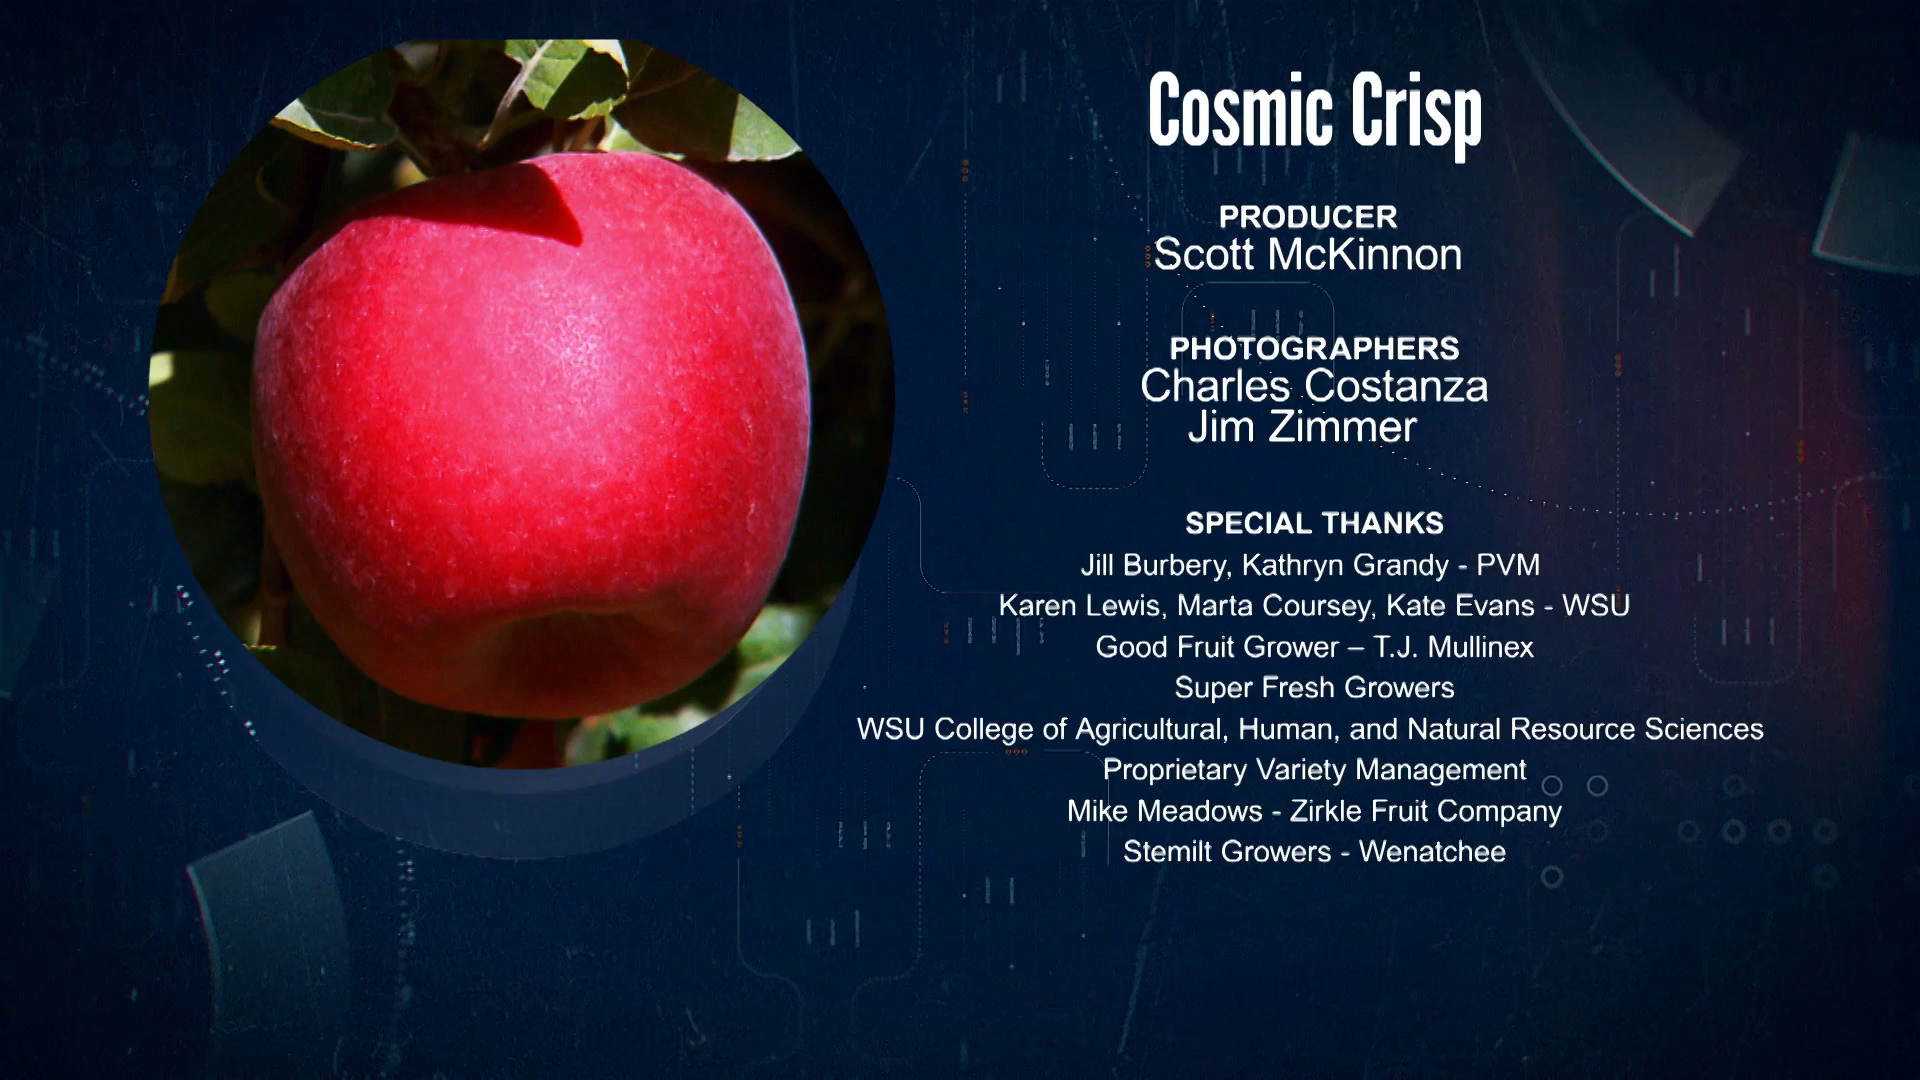 Cosmic Crisp
PRODUCER
Scott McKinnon
PHOTOGRAPHERS
Charles Costanza
Jim Zimmer
SPECIAL THANKS
Jill Burbery, Kathryn Grandy - PVM
Karen Lewis, Marta Coursey, Kate Evans - WSU
Good Fruit Grower – T.J. Mullinex
Super Fresh Growers
WSU College of Agricultural, Human, and Natural Resource Sciences
Proprietary Variety Management
Mike Meadows - Zirkle Fruit Company
Stemilt Growers - Wenatchee